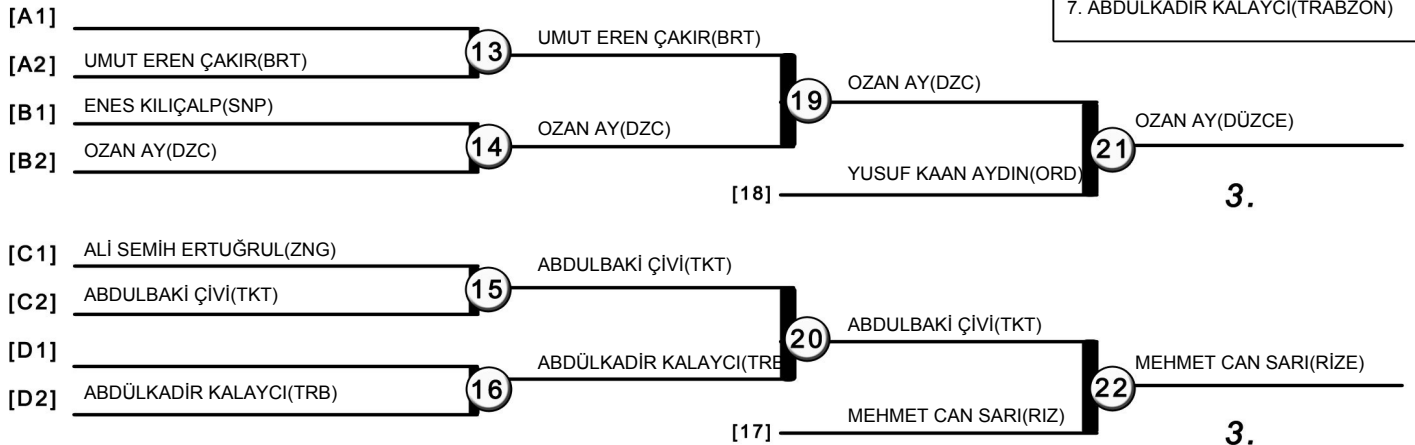 7. ABDÜLKADİR KALAYCI(TRABZON)
[A1]
[A2] UMUT EREN ÇAKIR(BRT)
13
UMUT EREN ÇAKIR(BRT)
[B1] ENES KILIÇALP(SNP)
[B2] OZAN AY(DZC)
14
OZAN AY(DZC)
19
OZAN AY(DZC)
[18] YUSUF KAAN AYDIN(ORD)
21
OZAN AY(DÜZCE)
3.
[C1] ALİ SEMİH ERTUĞRUL(ZNG)
[C2] ABDULBAKİ ÇİVİ(TKT)
15
ABDULBAKİ ÇİVİ(TKT)
[D1]
[D2] ABDÜLKADİR KALAYCI(TRB)
16
ABDÜLKADİR KALAYCI(TRB
20
ABDULBAKİ ÇİVİ(TKT)
[17] MEHMET CAN SARI(RIZ)
22
MEHMET CAN SARI(RİZE)
3.